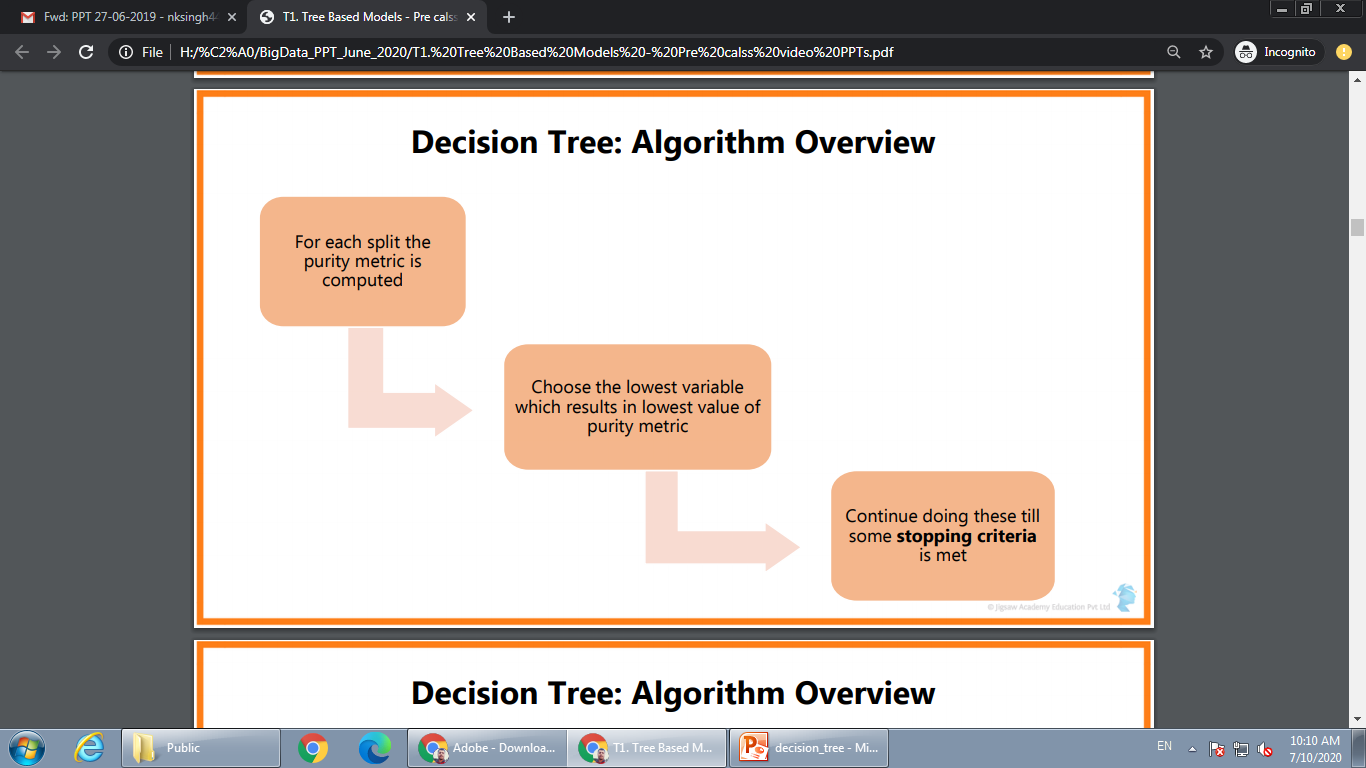 Fwd: PPT 27-06-2019 - nksingh44
T1. Tree Based Models - Pre calss
File
H:/%C2%A0/BigData_PPT_June_2020/T1.%20Tree%20Based%20Models%20-%20Pre%20calss%20video%20PPTs.pdf
Incognito
Decision Tree: Algorithm Overview
For each split the
purity metric is
computed
Choose the lowest variable
which results in lowest value of
purity metric
Continue doing these till
some stopping criteria
is met
© Jigsaw Academy Education Pvt Ltd
Decision Tree: Algorithm Overview
Public
Adobe - Downloa...
T1. Tree Based M...
decision_tree - Mi...
EN
10:10 AM
7/10/2020